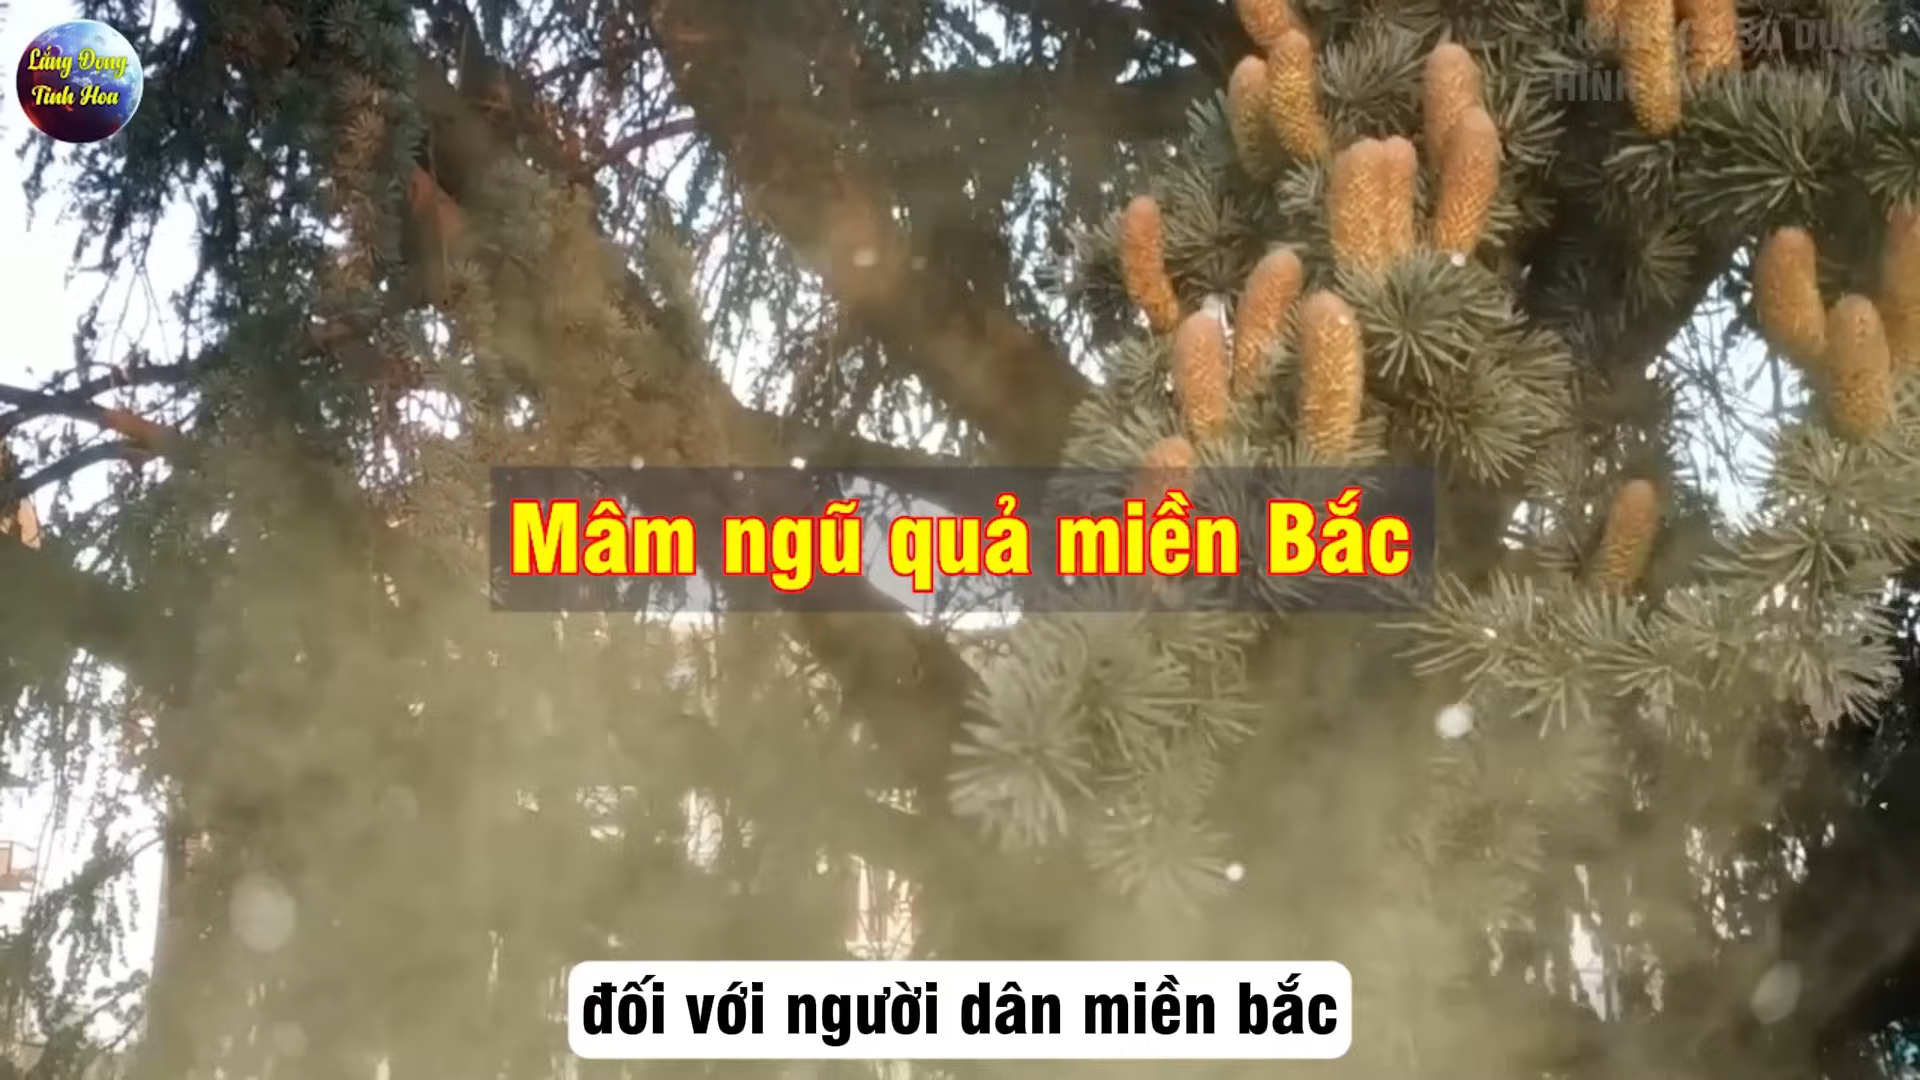 Lắng Đọng
Tinh Hoa
Mâm ngũ quả miền Bắc
đối với người dân miền bắc